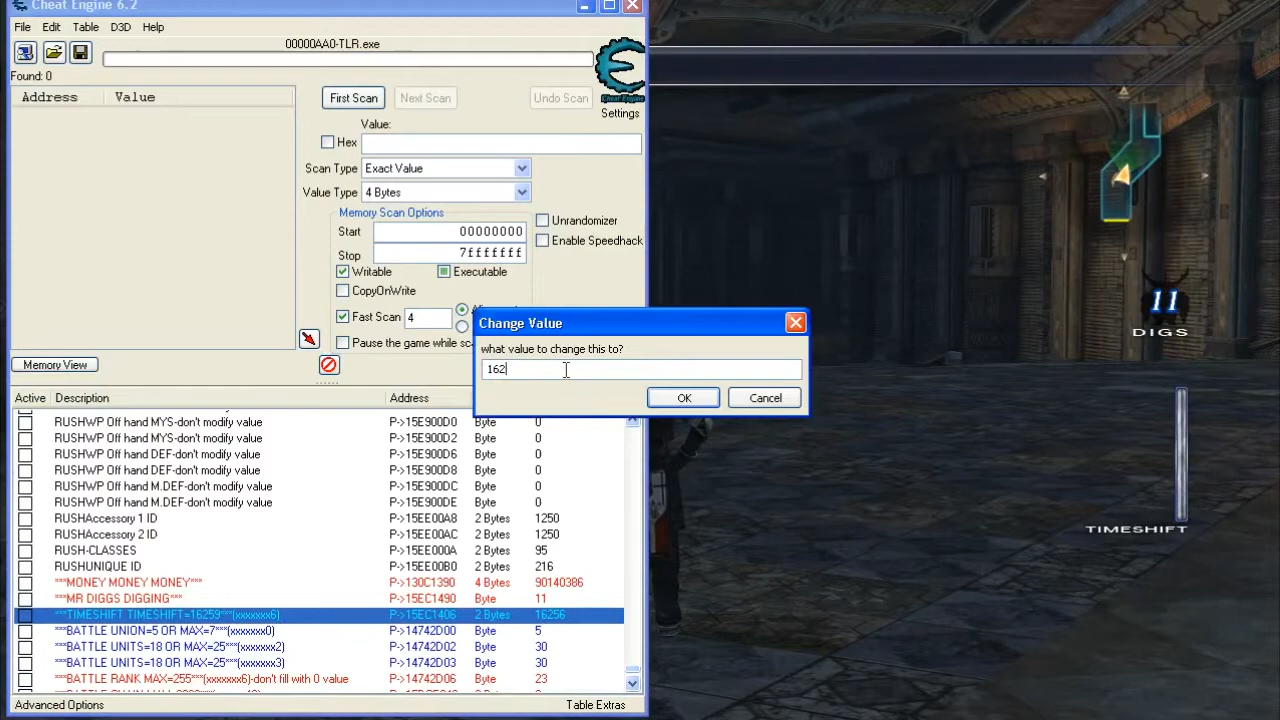 Cheat Engine 6.2
File Edit Table D3D Help
00000AA0-TLR.exe
Found: 0
Address Value
First Scan Next Scan Undo Scan
Cheat Engine
Settings
Value:
Hex
Scan Type Exact Value
Value Type 4 Bytes
Memory Scan Options
Start 00000000
Stop 7fffffff
Unrandomizer
Enable Speedhack
Writable Executable
CopyOnWrite
Fast Scan 4
Pause the game while
Memory View
Change Value
what value to change this to?
162
OK Cancel
11
DIGS
TIMESHIFT
Active Description Address
RUSHWP Off hand MYS-don't modify value P->15E900D0 Byte 0
RUSHWP Off hand MYS-don't modify value P->15E900D2 Byte 0
RUSHWP Off hand DEF-don't modify value P->15E900D6 Byte 0
RUSHWP Off hand DEF-don't modify value P->15E900D8 Byte 0
RUSHWP Off hand M.DEF-don't modify value P->15E900DC Byte 0
RUSHWP Off hand M.DEF-don't modify value P->15E900DE Byte 0
RUSHAccessory 1 ID P->15EE00A8 2 Bytes 1250
RUSHAccessory 2 ID P->15EE00AC 2 Bytes 1250
RUSH-CLASSES P->15EE000A 2 Bytes 95
RUSHUNIQUE ID P->15EE00B0 2 Bytes 216
***MONEY MONEY MONEY*** P->130C1390 4 Bytes 90140386
***MR DIGGS DIGGING*** P->15EC1490 Byte 11
***TIMESHIFT TIMESHIFT=16259***(xxxxxxx6) P->15EC1406 2 Bytes 16256
***BATTLE UNION=5 OR MAX=7***(xxxxxxx0) P->14742D00 Byte 5
***BATTLE UNITS=18 OR MAX=25***(xxxxxxx2) P->14742D02 Byte 30
***BATTLE UNITS=18 OR MAX=25***(xxxxxxx3) P->14742D03 Byte 30
***BATTLE RANK MAX=255***(xxxxxxx6)-don't fill with 0 value P->14742D06 Byte 23
Advanced Options Table Extras